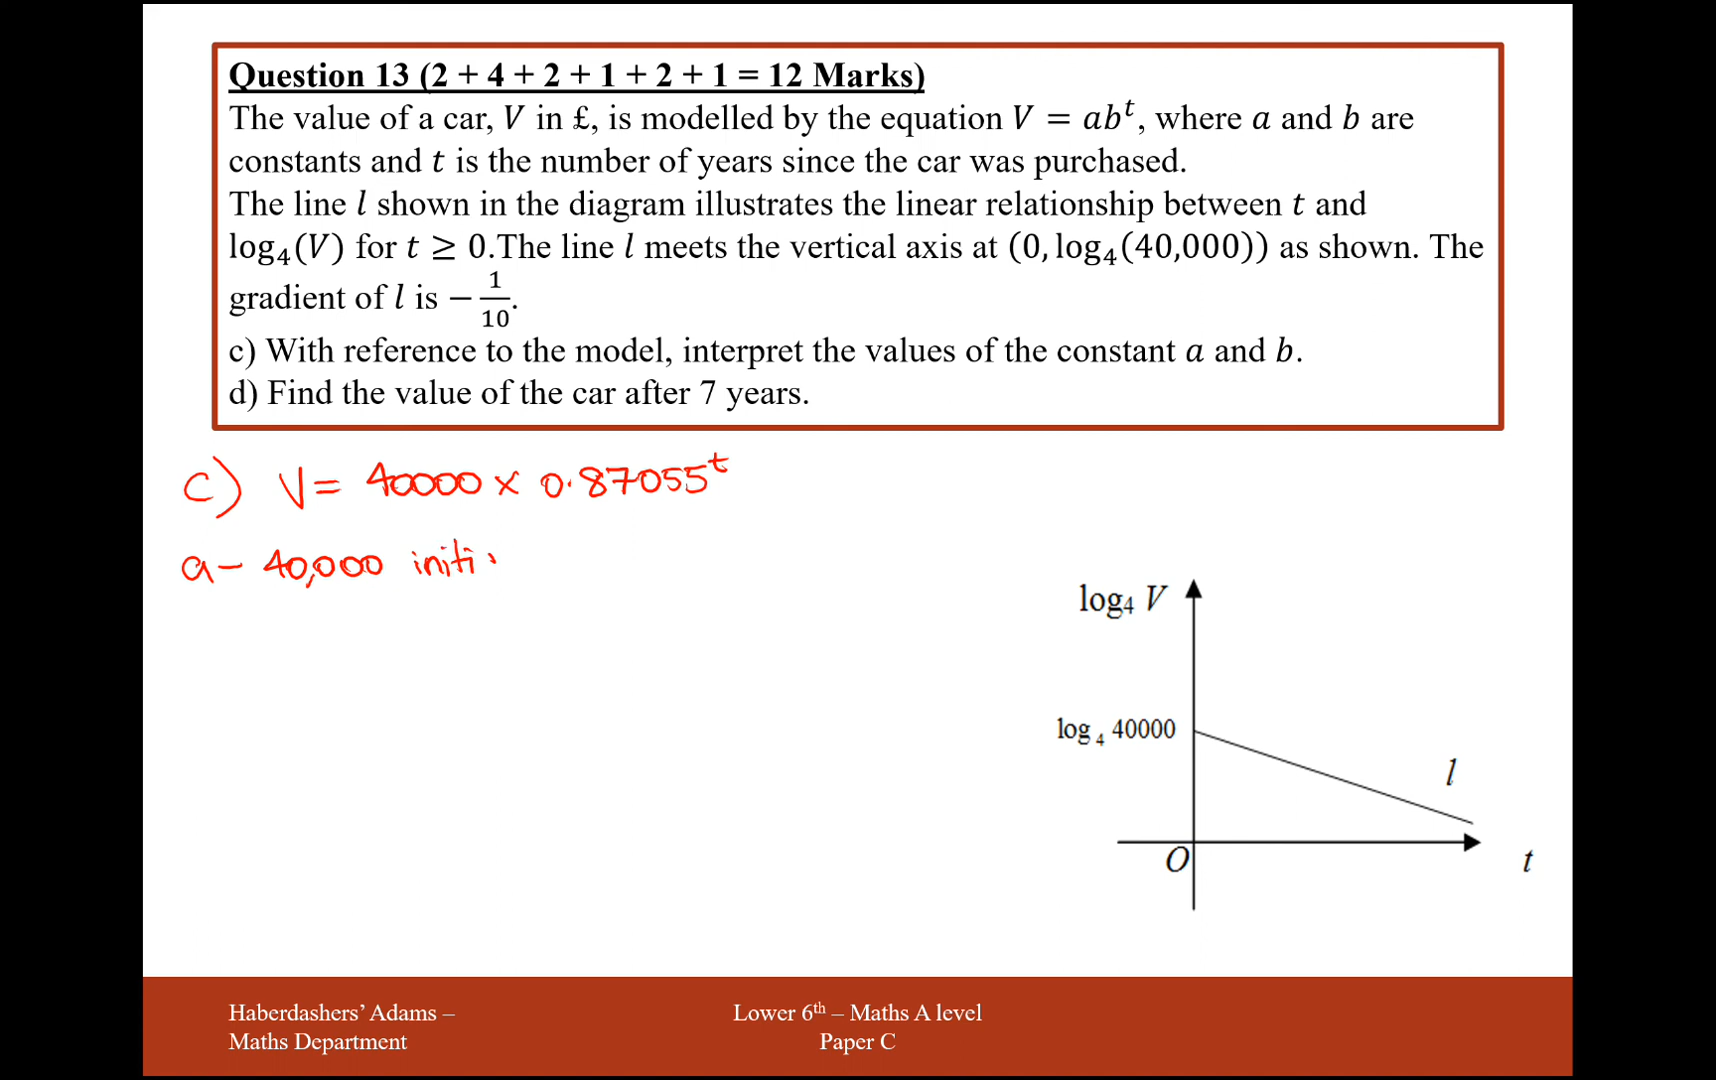 Question 13 (2 + 4 + 2 + 1 + 2 + 1 = 12 Marks)
The value of a car, V in £, is modelled by the equation V = abᵗ, where a and b are
constants and t is the number of years since the car was purchased.
The line l shown in the diagram illustrates the linear relationship between t and
log₄(V) for t ≥ 0.The line l meets the vertical axis at (0, log₄(40,000)) as shown. The
gradient of l is −1/10.
c) With reference to the model, interpret the values of the constant a and b.
d) Find the value of the car after 7 years.
c) V = 40000 × 0.87055ᵗ
a – 40,000 initi
log₄ V
log ₄ 40000
l
O
t
Haberdashers’ Adams –
Maths Department
Lower 6ᵗʰ – Maths A level
Paper C